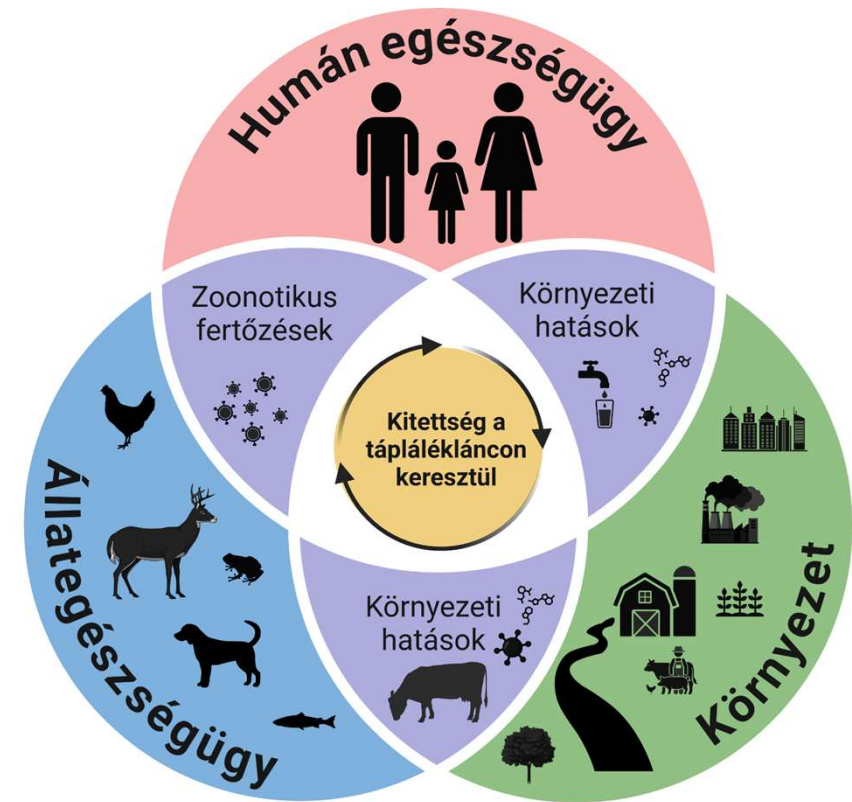 Humán egészségügy
Zoonotikus
fertőzések
Környezeti
hatások
Kitettség a
táplálékláncon
keresztül
Állategészségügy
Környezeti
hatások
Környezet